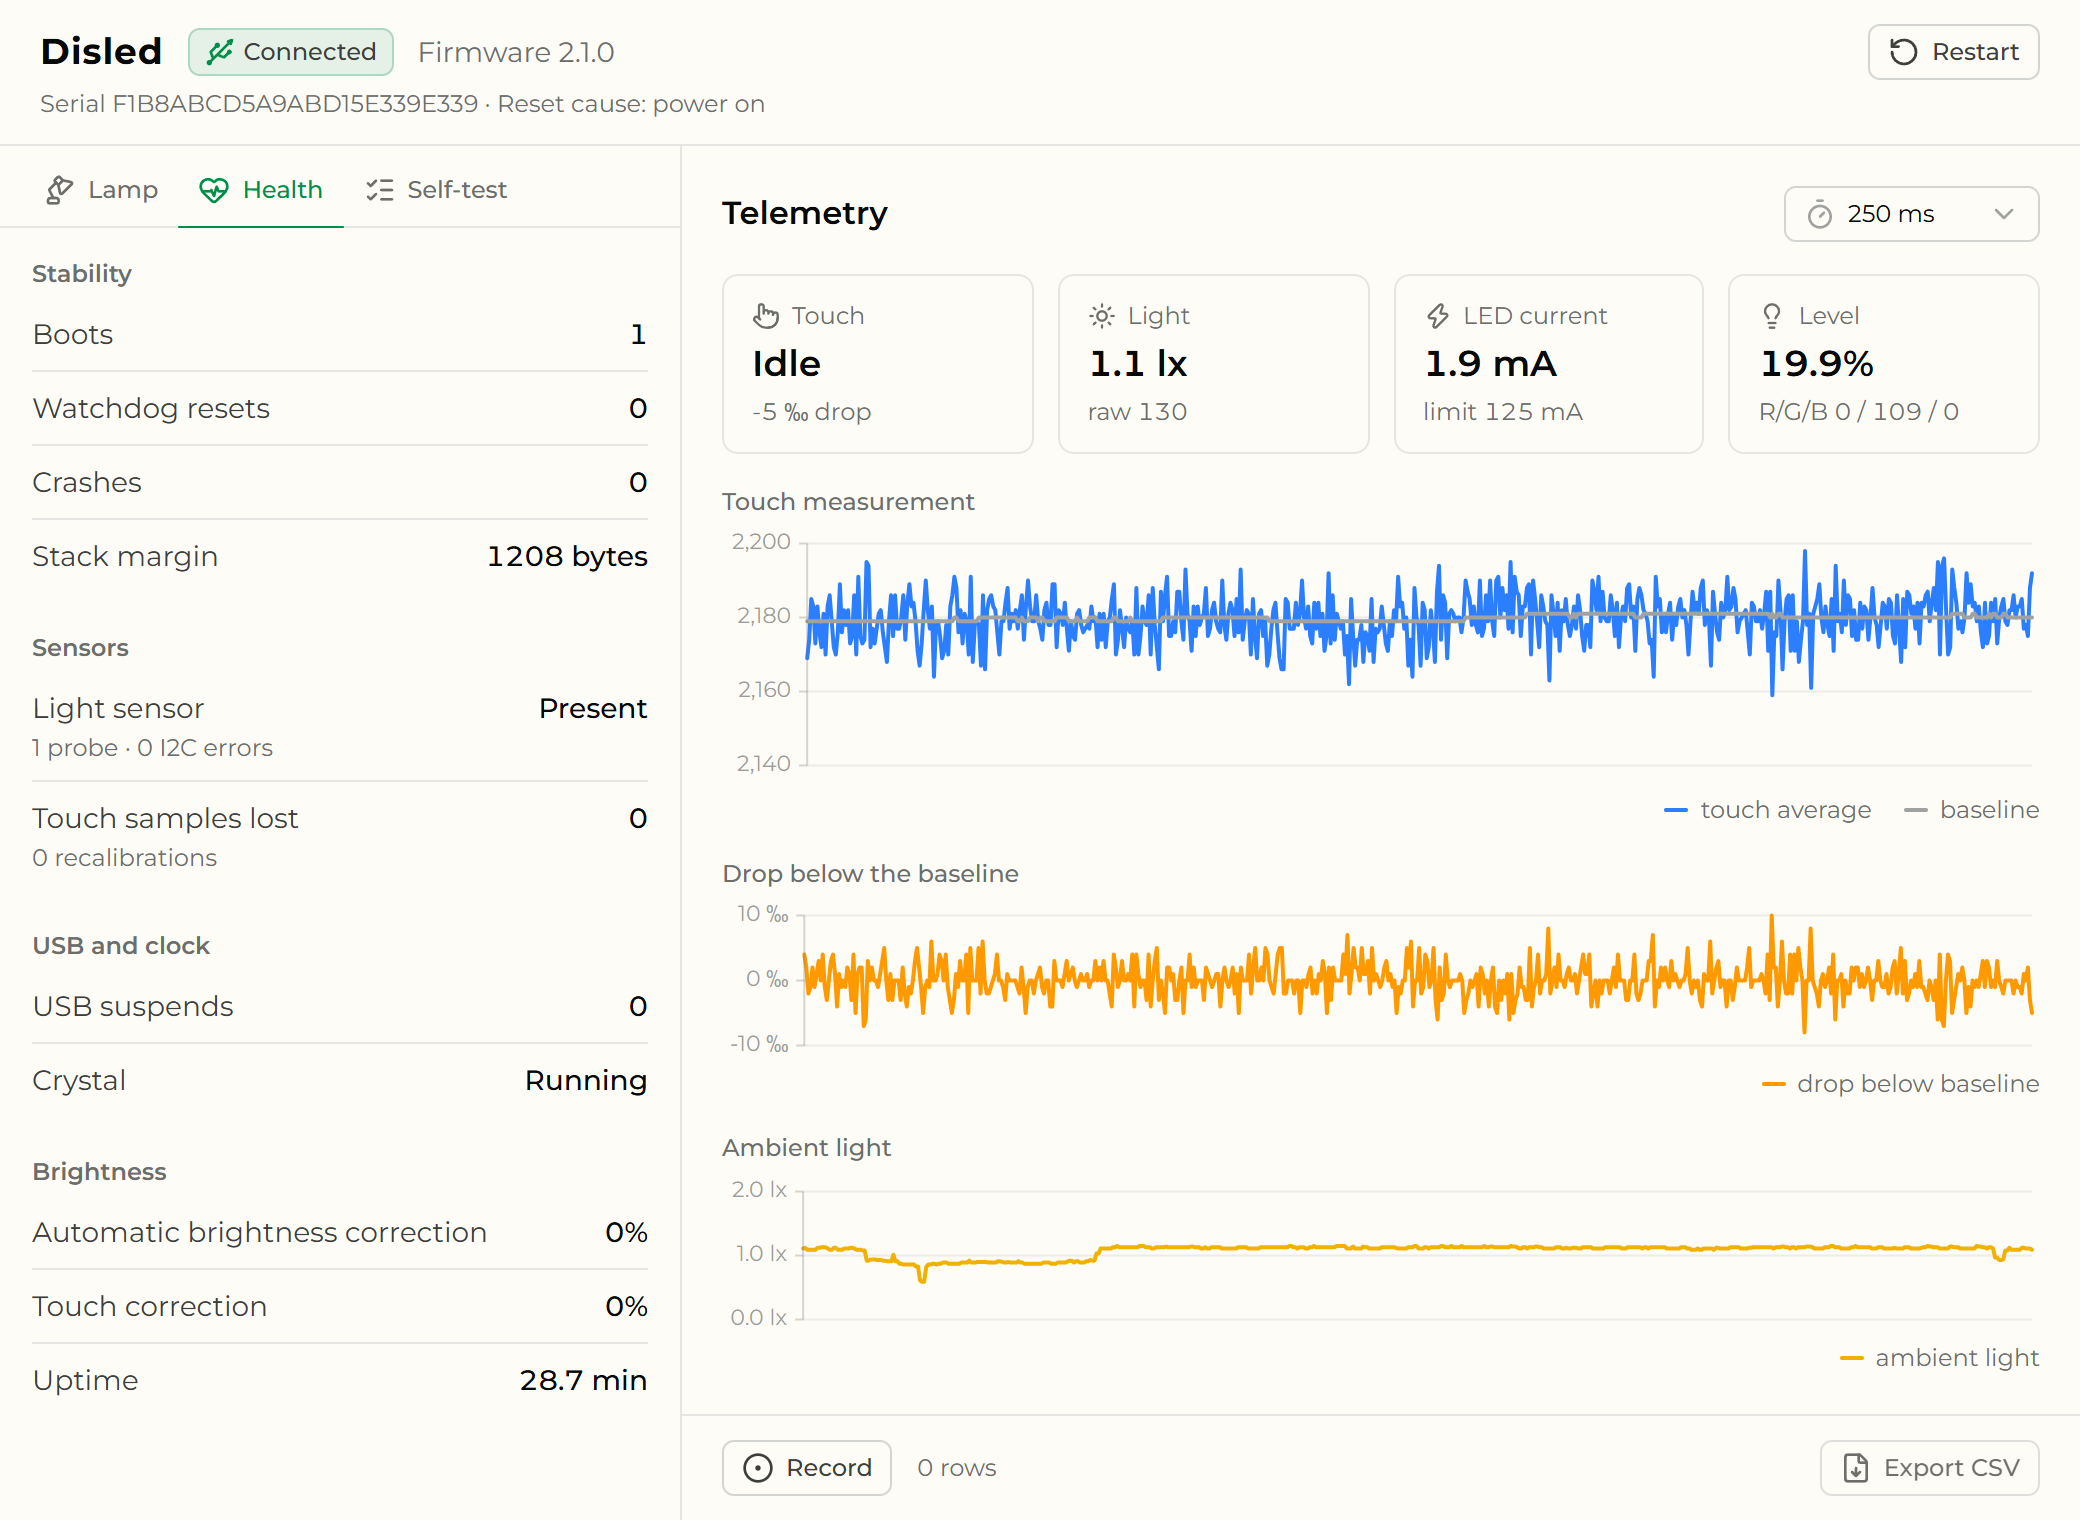 Disled Connected Firmware 2.1.0 Restart
Serial F1B8ABCD5A9ABD15E339E339 · Reset cause: power on
Lamp Health Self-test
Stability
Boots 1
Watchdog resets 0
Crashes 0
Stack margin 1208 bytes
Sensors
Light sensor Present
1 probe · 0 I2C errors
Touch samples lost 0
0 recalibrations
USB and clock
USB suspends 0
Crystal Running
Brightness
Automatic brightness correction 0%
Touch correction 0%
Uptime 28.7 min
Telemetry 250 ms
Touch
Idle
-5 ‰ drop
Light
1.1 lx
raw 130
LED current
1.9 mA
limit 125 mA
Level
19.9%
R/G/B 0 / 109 / 0
Touch measurement
2,200
2,180
2,160
2,140
touch average baseline
Drop below the baseline
10 ‰
0 ‰
-10 ‰
drop below baseline
Ambient light
2.0 lx
1.0 lx
0.0 lx
ambient light
Record 0 rows Export CSV